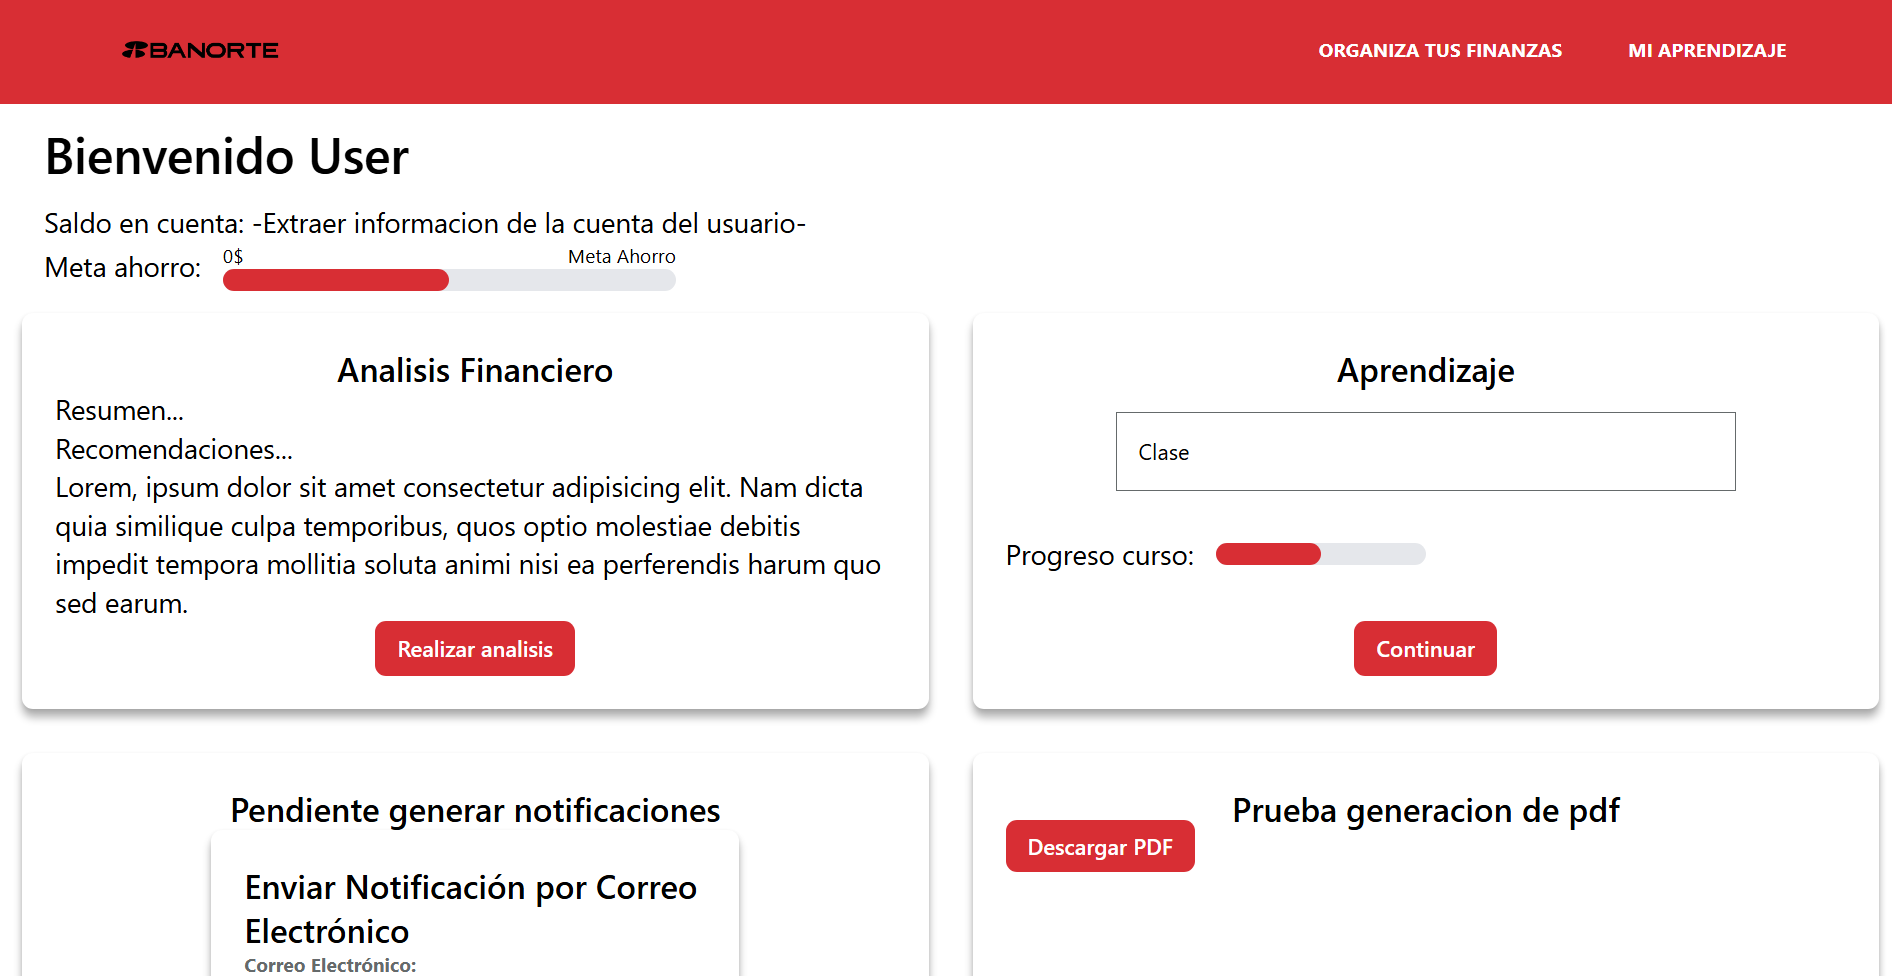 BANORTE
ORGANIZA TUS FINANZAS
MI APRENDIZAJE
Bienvenido User
Saldo en cuenta: -Extraer informacion de la cuenta del usuario-
Meta ahorro:
0$
Meta Ahorro
Analisis Financiero
Resumen...
Recomendaciones...
Lorem, ipsum dolor sit amet consectetur adipisicing elit. Nam dicta
quia similique culpa temporibus, quos optio molestiae debitis
impedit tempora mollitia soluta animi nisi ea perferendis harum quo
sed earum.
Realizar analisis
Aprendizaje
Clase
Progreso curso:
Continuar
Pendiente generar notificaciones
Enviar Notificación por Correo
Electrónico
Correo Electrónico:
Prueba generacion de pdf
Descargar PDF